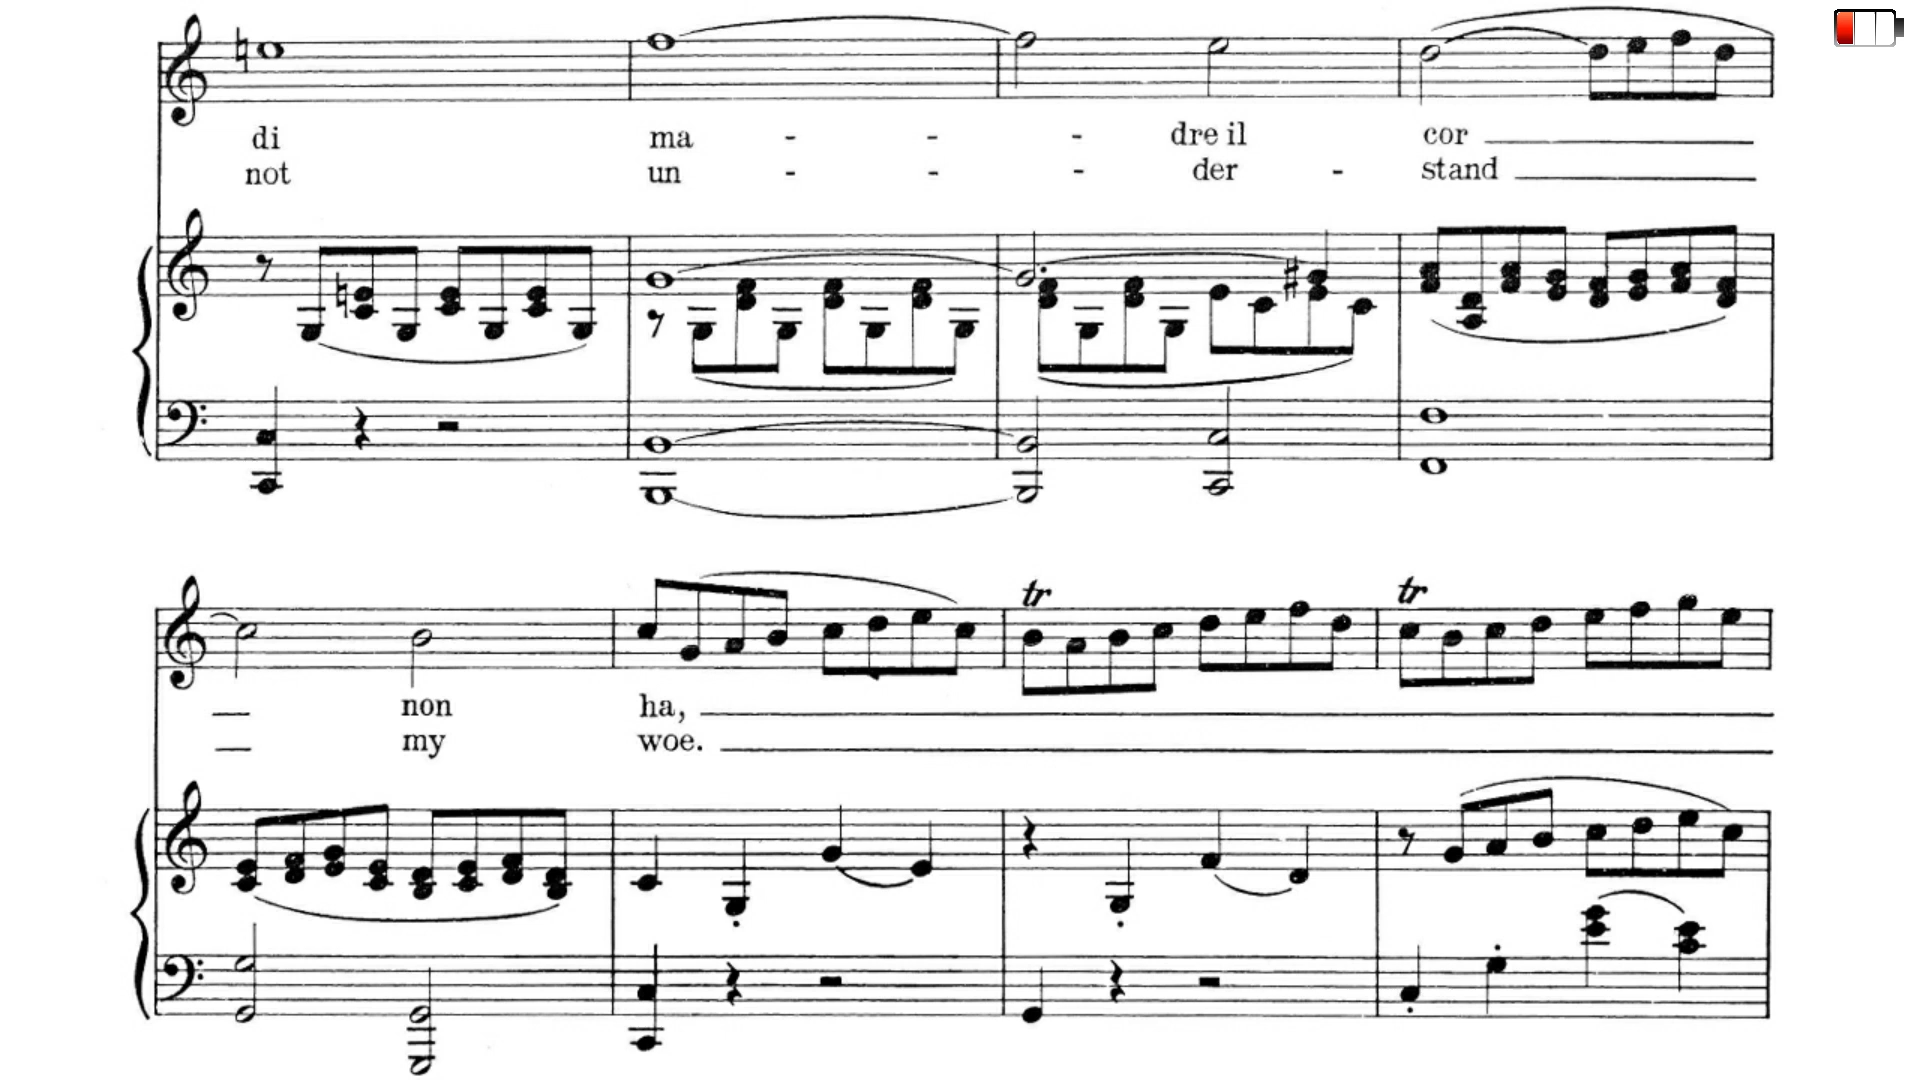 di ma - - - dre il cor
not un - - - der - stand
tr tr
non ha,
my woe.